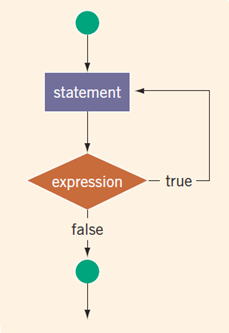 statement
expression
true
false